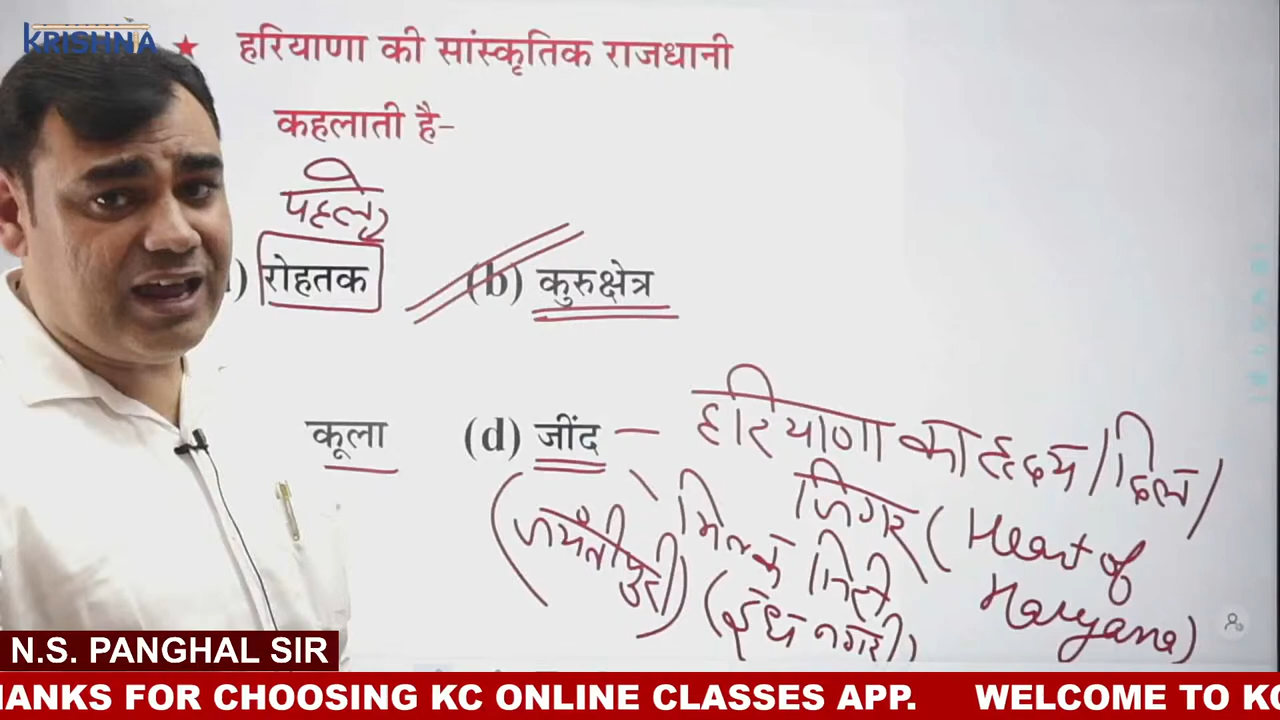 KRISHNA
★ हरियाणा की सांस्कृतिक राजधानी
कहलाती है-
पहले
) रोहतक (b) कुरुक्षेत्र
कूला (d) जींद — हरियाणा का हृदय / दिल /
जिगर ( Heart of
Haryana )
मिल्क सिटी
(जयंतीपुरी) (दुध नगरी)
N.S. PANGHAL SIR
HANKS FOR CHOOSING KC ONLINE CLASSES APP. WELCOME TO KC